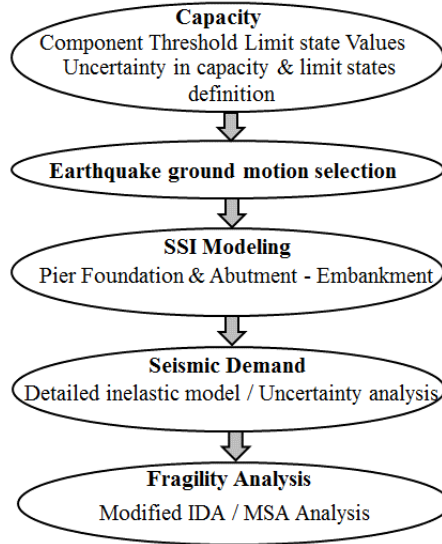 Capacity
Component Threshold Limit state Values
Uncertainty in capacity & limit states
definition
Earthquake ground motion selection
SSI Modeling
Pier Foundation & Abutment - Embankment
Seismic Demand
Detailed inelastic model / Uncertainty analysis
Fragility Analysis
Modified IDA / MSA Analysis